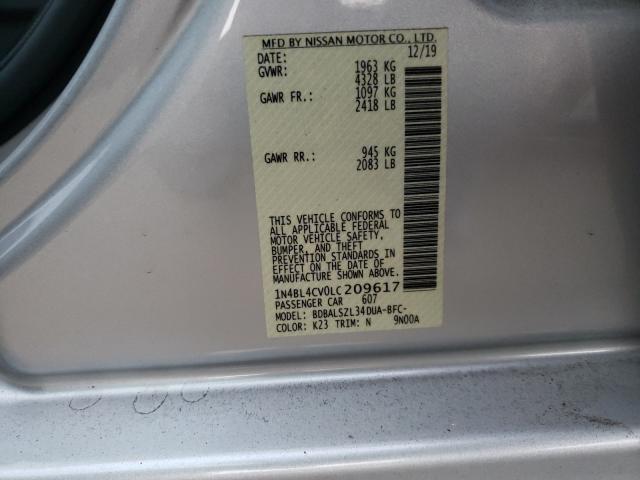 MFD BY NISSAN MOTOR CO., LTD.
DATE: 12/19
GVWR: 1963 KG
4328 LB
GAWR FR.: 1097 KG
2418 LB
GAWR RR.: 945 KG
2083 LB
THIS VEHICLE CONFORMS TO
ALL APPLICABLE FEDERAL
MOTOR VEHICLE SAFETY,
BUMPER, AND THEFT
PREVENTION STANDARDS IN
EFFECT ON THE DATE OF
MANUFACTURE SHOWN ABOVE.
1N4BL4CV0LC209617
PASSENGER CAR 607
MODEL: BDBALSZL34DUA-BFC-
COLOR: K23 TRIM: N 9N00A